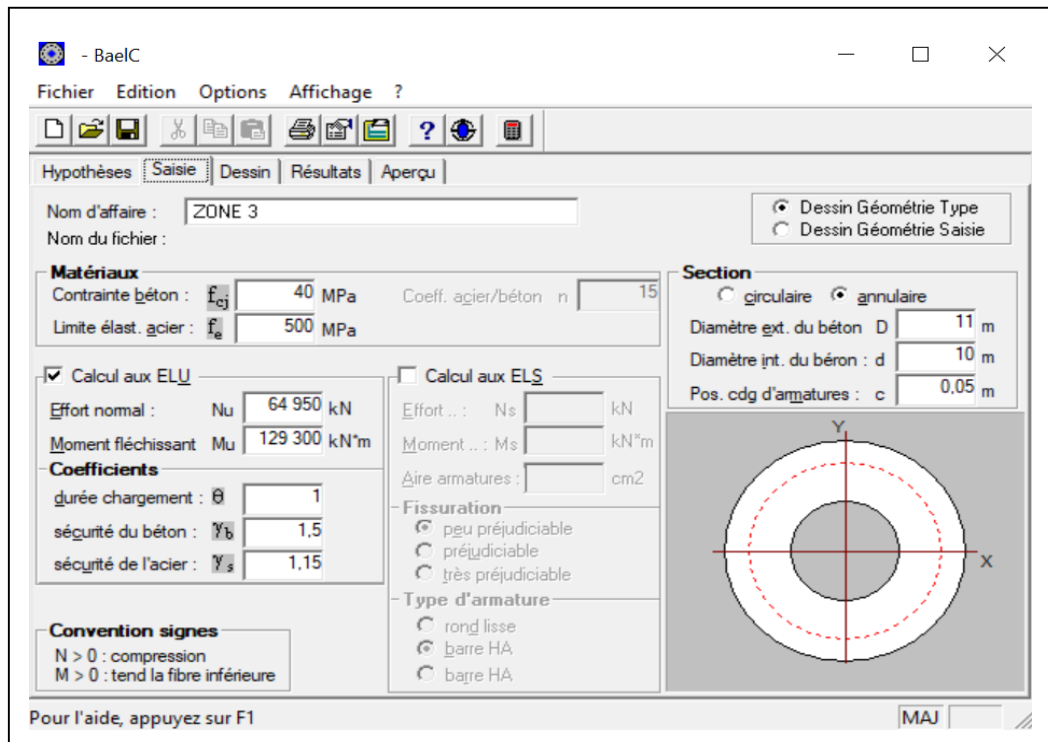 - BaelC
Fichier Edition Options Affichage ?
Hypothèses Saisie Dessin Résultats Aperçu
Nom d'affaire : ZONE 3
Nom du fichier :
Dessin Géométrie Type
Dessin Géométrie Saisie
Matériaux
Contrainte béton : fcj 40 MPa Coeff. acier/béton n 15
Limite élast. acier : fe 500 MPa
Section
circulaire annulaire
Diamètre ext. du béton D 11 m
Diamètre int. du béron : d 10 m
Pos. cdg d'armatures : c 0,05 m
Calcul aux ELU
Effort normal : Nu 64 950 kN
Moment fléchissant Mu 129 300 kN*m
Coefficients
durée chargement : θ 1
sécurité du béton : γb 1,5
sécurité de l'acier : γs 1,15
Calcul aux ELS
Effort .. : Ns kN
Moment .. : Ms kN*m
Aire armatures : cm2
Fissuration
peu préjudiciable
préjudiciable
très préjudiciable
Type d'armature
rond lisse
barre HA
barre HA
Y
X
Convention signes
N > 0 : compression
M > 0 : tend la fibre inférieure
Pour l'aide, appuyez sur F1 MAJ